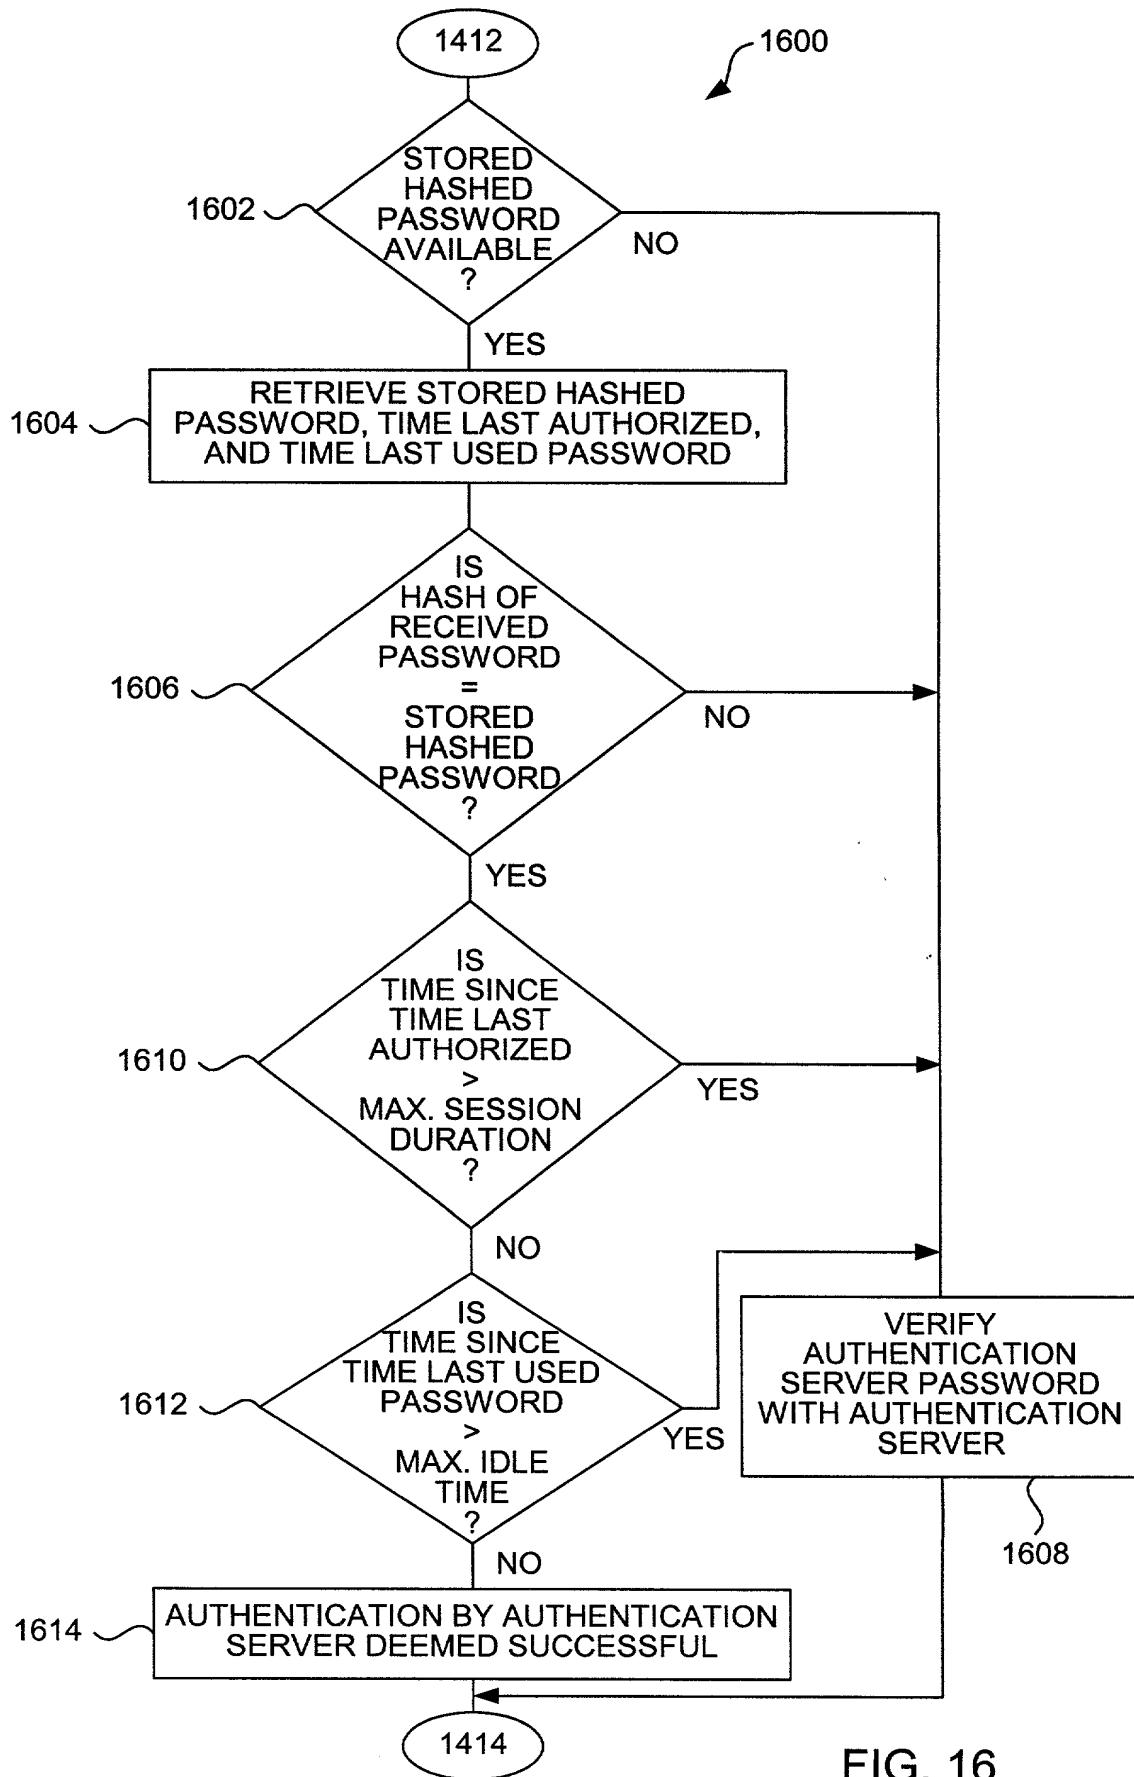 1412
1600
STORED
HASHED
PASSWORD
AVAILABLE
?
1602
NO
YES
RETRIEVE STORED HASHED
PASSWORD, TIME LAST AUTHORIZED,
AND TIME LAST USED PASSWORD
1604
IS
HASH OF
RECEIVED
PASSWORD
=
STORED
HASHED
PASSWORD
?
1606
NO
YES
IS
TIME SINCE
TIME LAST
AUTHORIZED
>
MAX. SESSION
DURATION
?
1610
YES
NO
IS
TIME SINCE
TIME LAST USED
PASSWORD
>
MAX. IDLE
TIME
?
1612
YES
VERIFY
AUTHENTICATION
SERVER PASSWORD
WITH AUTHENTICATION
SERVER
1608
NO
AUTHENTICATION BY AUTHENTICATION
SERVER DEEMED SUCCESSFUL
1614
1414
FIG. 16